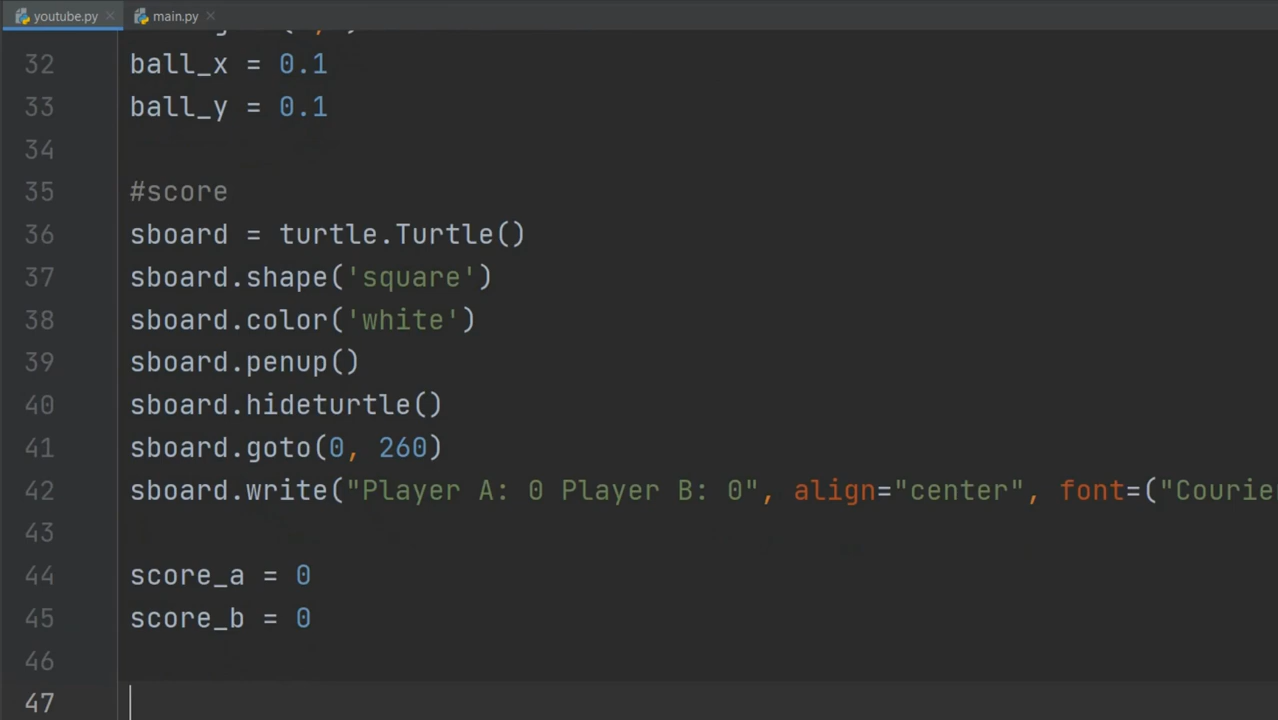 youtube.py main.py
32 ball_x = 0.1
33 ball_y = 0.1
34
35 #score
36 sboard = turtle.Turtle()
37 sboard.shape('square')
38 sboard.color('white')
39 sboard.penup()
40 sboard.hideturtle()
41 sboard.goto(0, 260)
42 sboard.write("Player A: 0 Player B: 0", align="center", font=("Courie
43
44 score_a = 0
45 score_b = 0
46
47